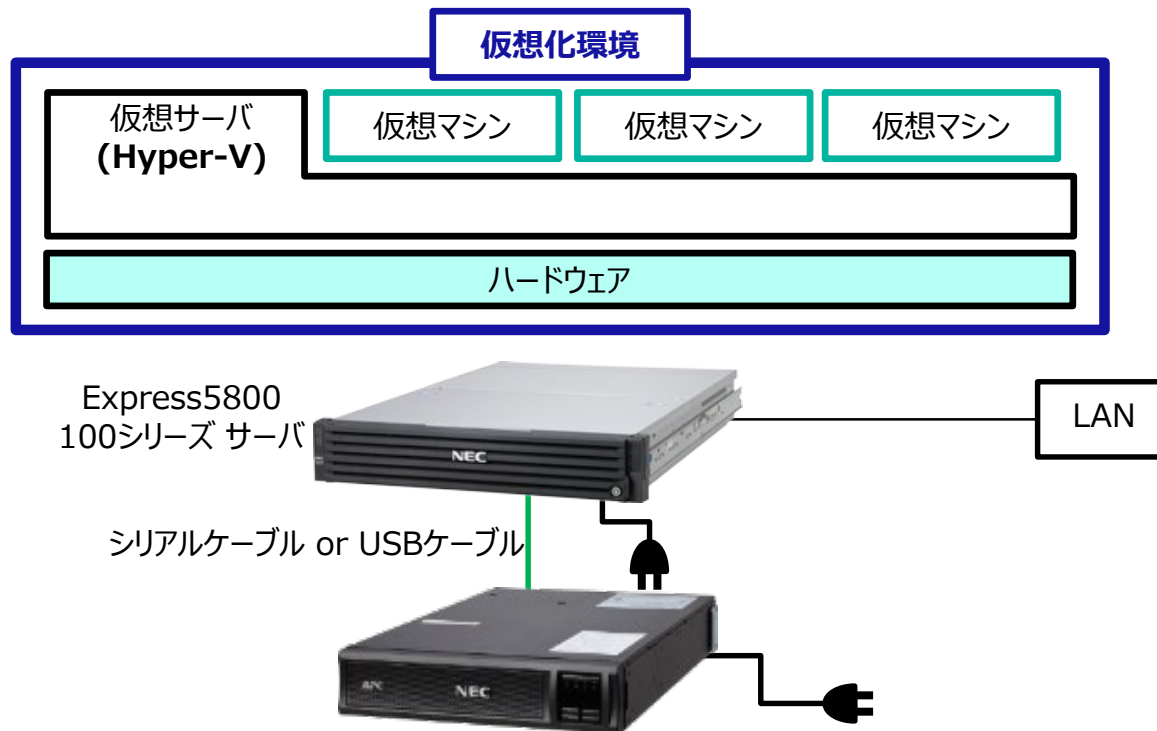 仮想化環境
仮想サーバ
(Hyper-V)
仮想マシン
仮想マシン
仮想マシン
ハードウェア
Express5800
100シリーズ サーバ
NEC
LAN
シリアルケーブル or USBケーブル
APC
NEC